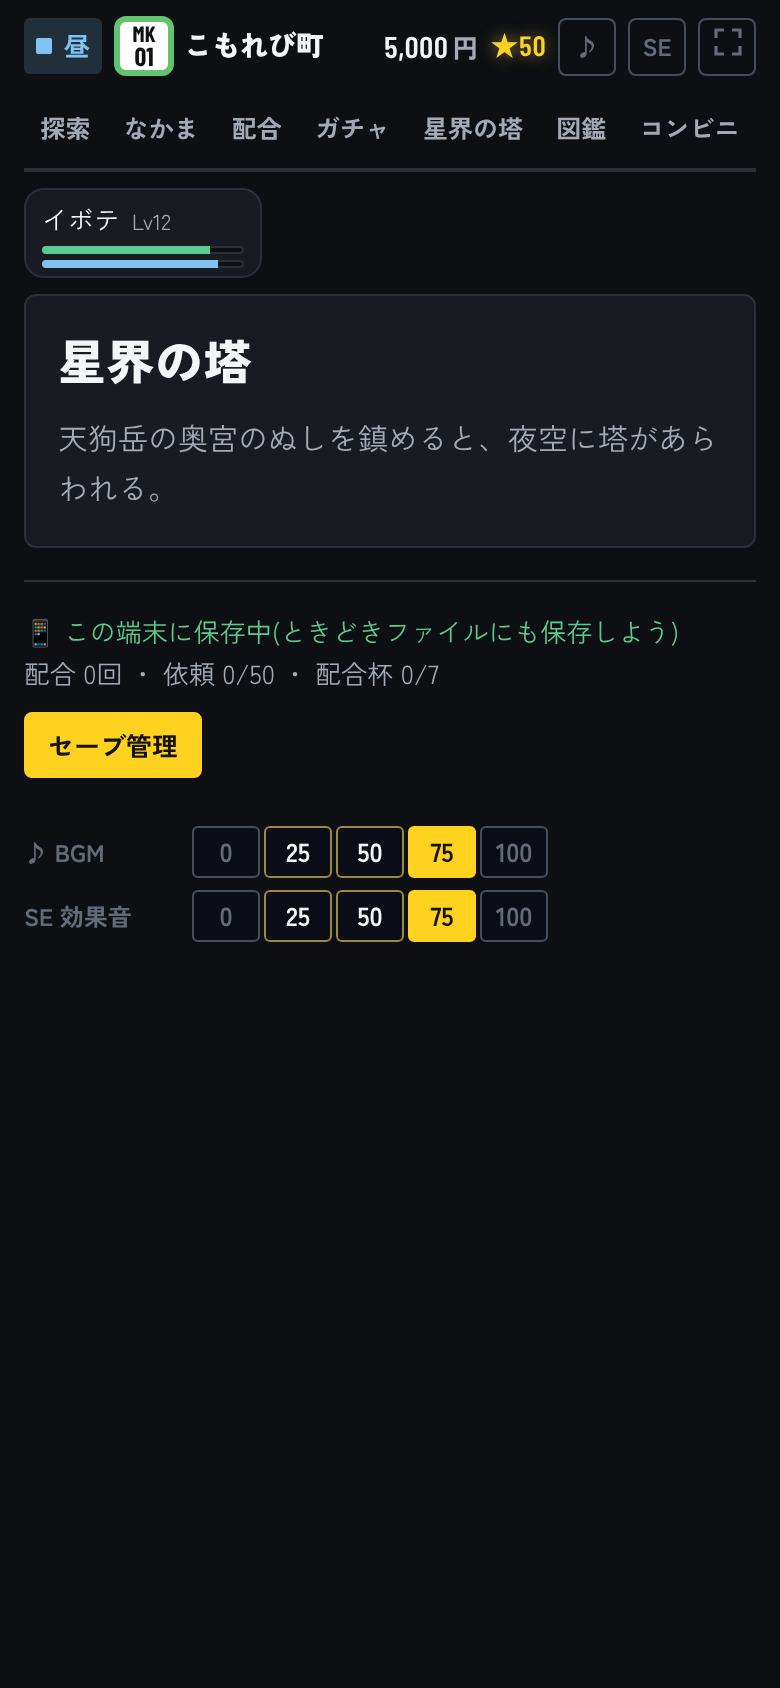 昼
MK
01
こもれび町
5,000 円
★50
♪
SE
探索 なかま 配合 ガチャ 星界の塔 図鑑 コンビニ
イボテ Lv12
星界の塔
天狗岳の奥宮のぬしを鎮めると、夜空に塔があら
われる。
この端末に保存中(ときどきファイルにも保存しよう)
配合 0回 ・ 依頼 0/50 ・ 配合杯 0/7
セーブ管理
♪ BGM 0 25 50 75 100
SE 効果音 0 25 50 75 100